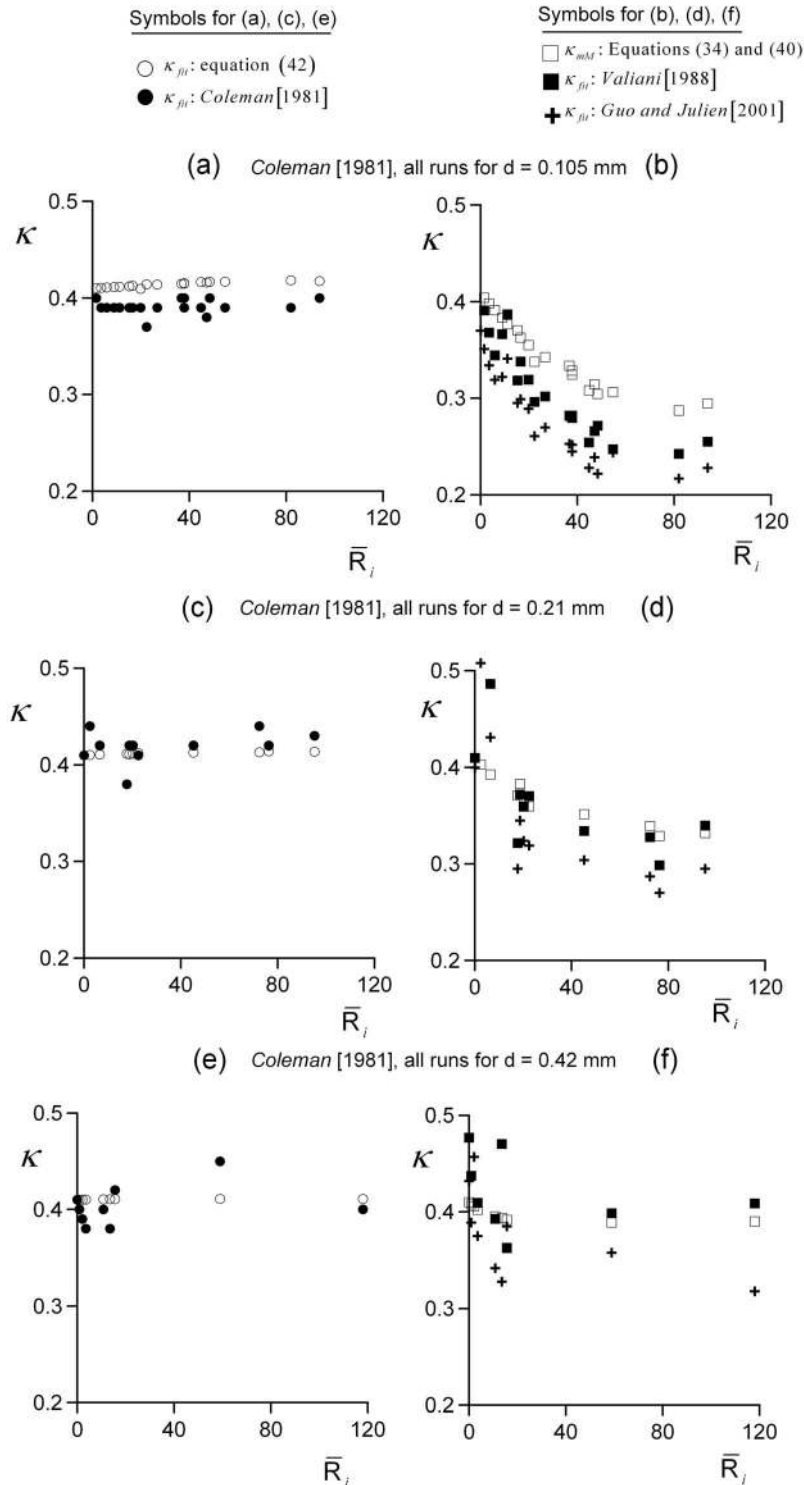 Symbols for (a), (c), (e)
κfit: equation (42)
κfit: Coleman[1981]
Symbols for (b), (d), (f)
κmM: Equations (34) and (40)
κfit: Valiani[1988]
κfit: Guo and Julien[2001]
(a) Coleman [1981], all runs for d = 0.105 mm (b)
0.5
κ
0.4
0.3
0.2
0 40 80 120
R̄i
0.5
κ
0.4
0.3
0.2
0 40 80 120
R̄i
(c) Coleman [1981], all runs for d = 0.21 mm (d)
0.5
κ
0.4
0.3
0.2
0 40 80 120
R̄i
0.5
κ
0.4
0.3
0.2
0 40 80 120
R̄i
(e) Coleman [1981], all runs for d = 0.42 mm (f)
0.5
κ
0.4
0.3
0.2
0 40 80 120
R̄i
0.5
κ
0.4
0.3
0.2
0 40 80 120
R̄i